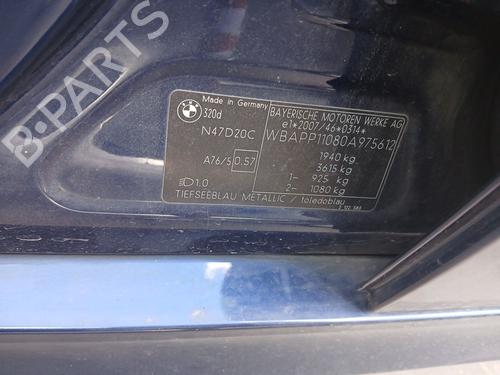 B-PARTS
BMW
Made in Germany
320d
N47D20C
A76/S 0.57
1.0
BAYERISCHE MOTOREN WERKE AG
e1*2007/46*0314*
WBAPP11080A975612
1940 kg
3615 kg
1- 925 kg
2- 1080 kg
TIEFSEEBLAU METALLIC / toledoblau